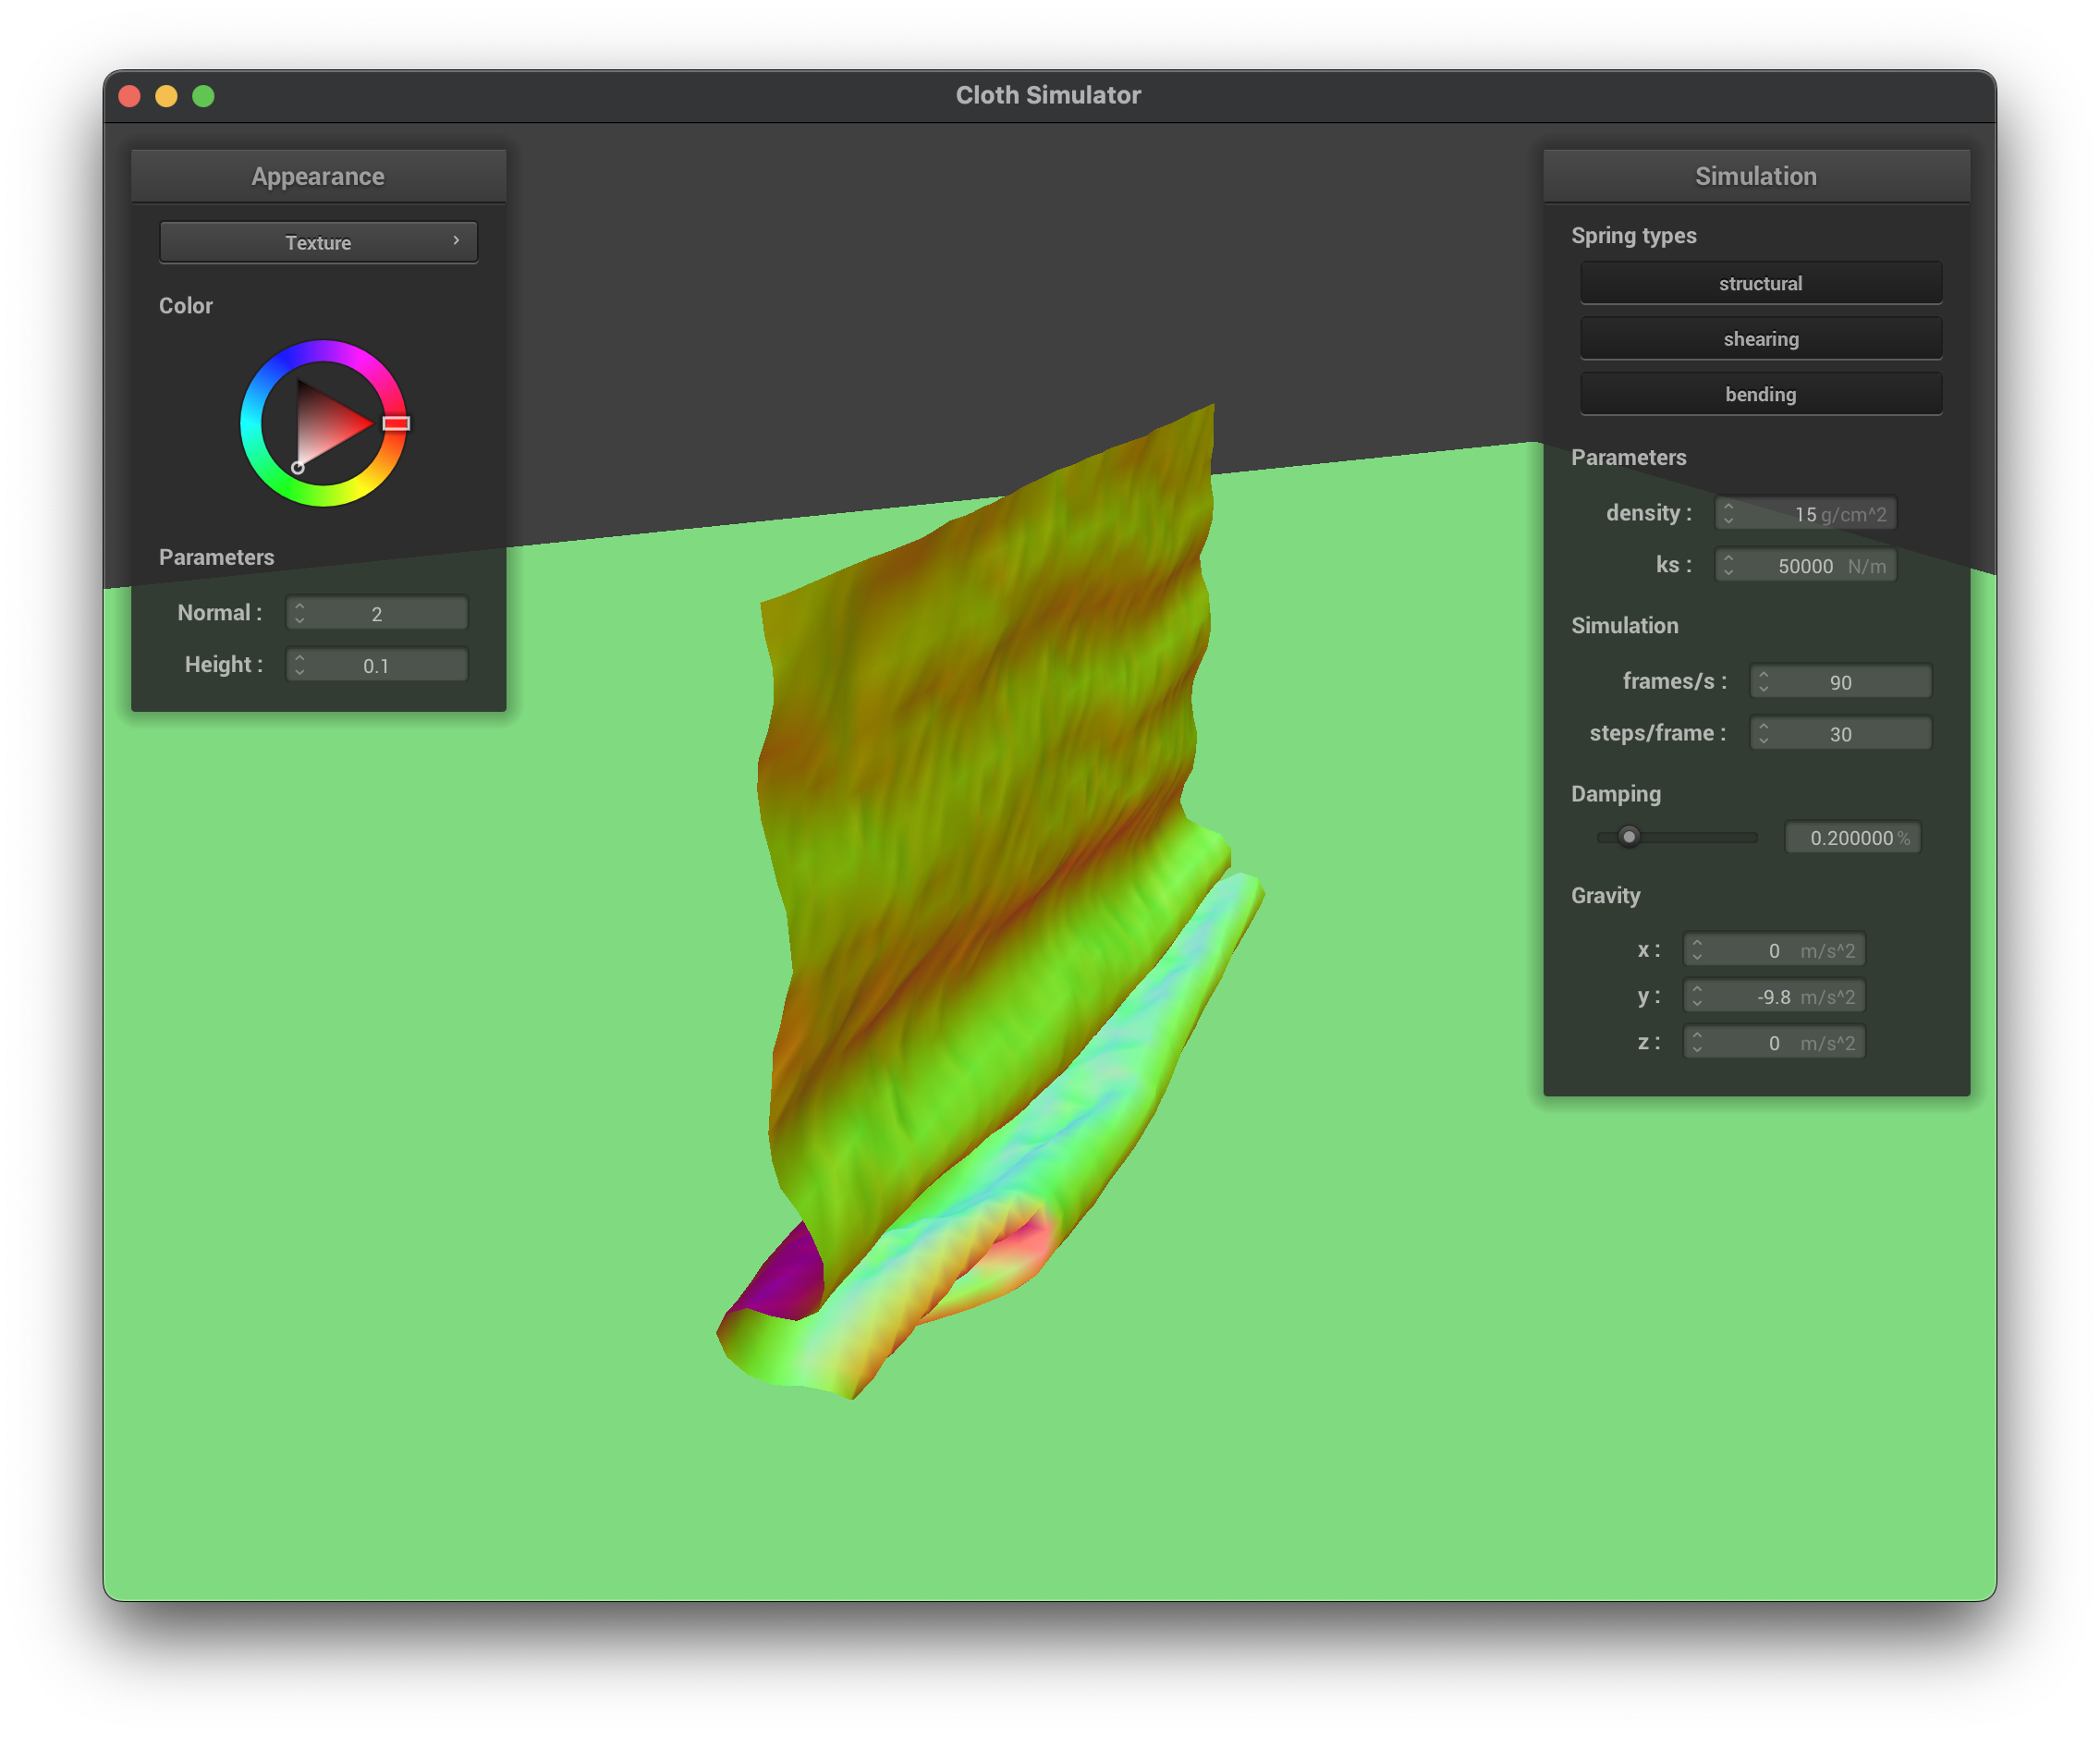 Cloth Simulator
Appearance
Texture
Color
Parameters
Normal : 2
Height : 0.1
Simulation
Spring types
structural
shearing
bending
Parameters
density : 15 g/cm^2
ks : 50000 N/m
Simulation
frames/s : 90
steps/frame : 30
Damping
0.200000 %
Gravity
x : 0 m/s^2
y : -9.8 m/s^2
z : 0 m/s^2